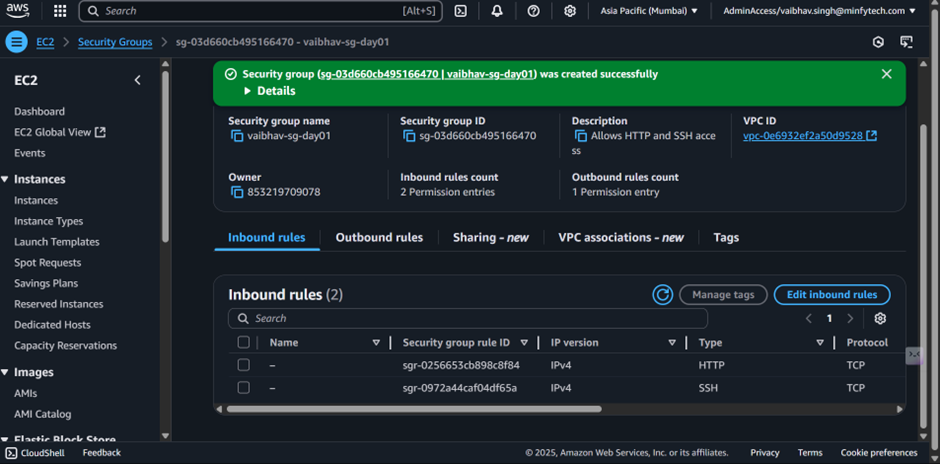 aws
Search [Alt+S] Asia Pacific (Mumbai) AdminAccess/vaibhav.singh@minfytech.com
EC2 Security Groups sg-03d660cb495166470 - vaibhav-sg-day01
EC2
Dashboard
EC2 Global View
Events
Instances
Instances
Instance Types
Launch Templates
Spot Requests
Savings Plans
Reserved Instances
Dedicated Hosts
Capacity Reservations
Images
AMIs
AMI Catalog
Elastic Block Store
Security group (sg-03d660cb495166470 | vaibhav-sg-day01) was created successfully
Details
Security group name
vaibhav-sg-day01
Security group ID
sg-03d660cb495166470
Description
Allows HTTP and SSH acce
ss
VPC ID
vpc-0e6932ef2a50d9528
Owner
853219709078
Inbound rules count
2 Permission entries
Outbound rules count
1 Permission entry
Inbound rules Outbound rules Sharing - new VPC associations - new Tags
Inbound rules (2) Manage tags Edit inbound rules
Search 1
Name Security group rule ID IP version Type Protocol
– sgr-0256653cb898c8f84 IPv4 HTTP TCP
– sgr-0972a44caf04df65a IPv4 SSH TCP
CloudShell Feedback © 2025, Amazon Web Services, Inc. or its affiliates. Privacy Terms Cookie preferences